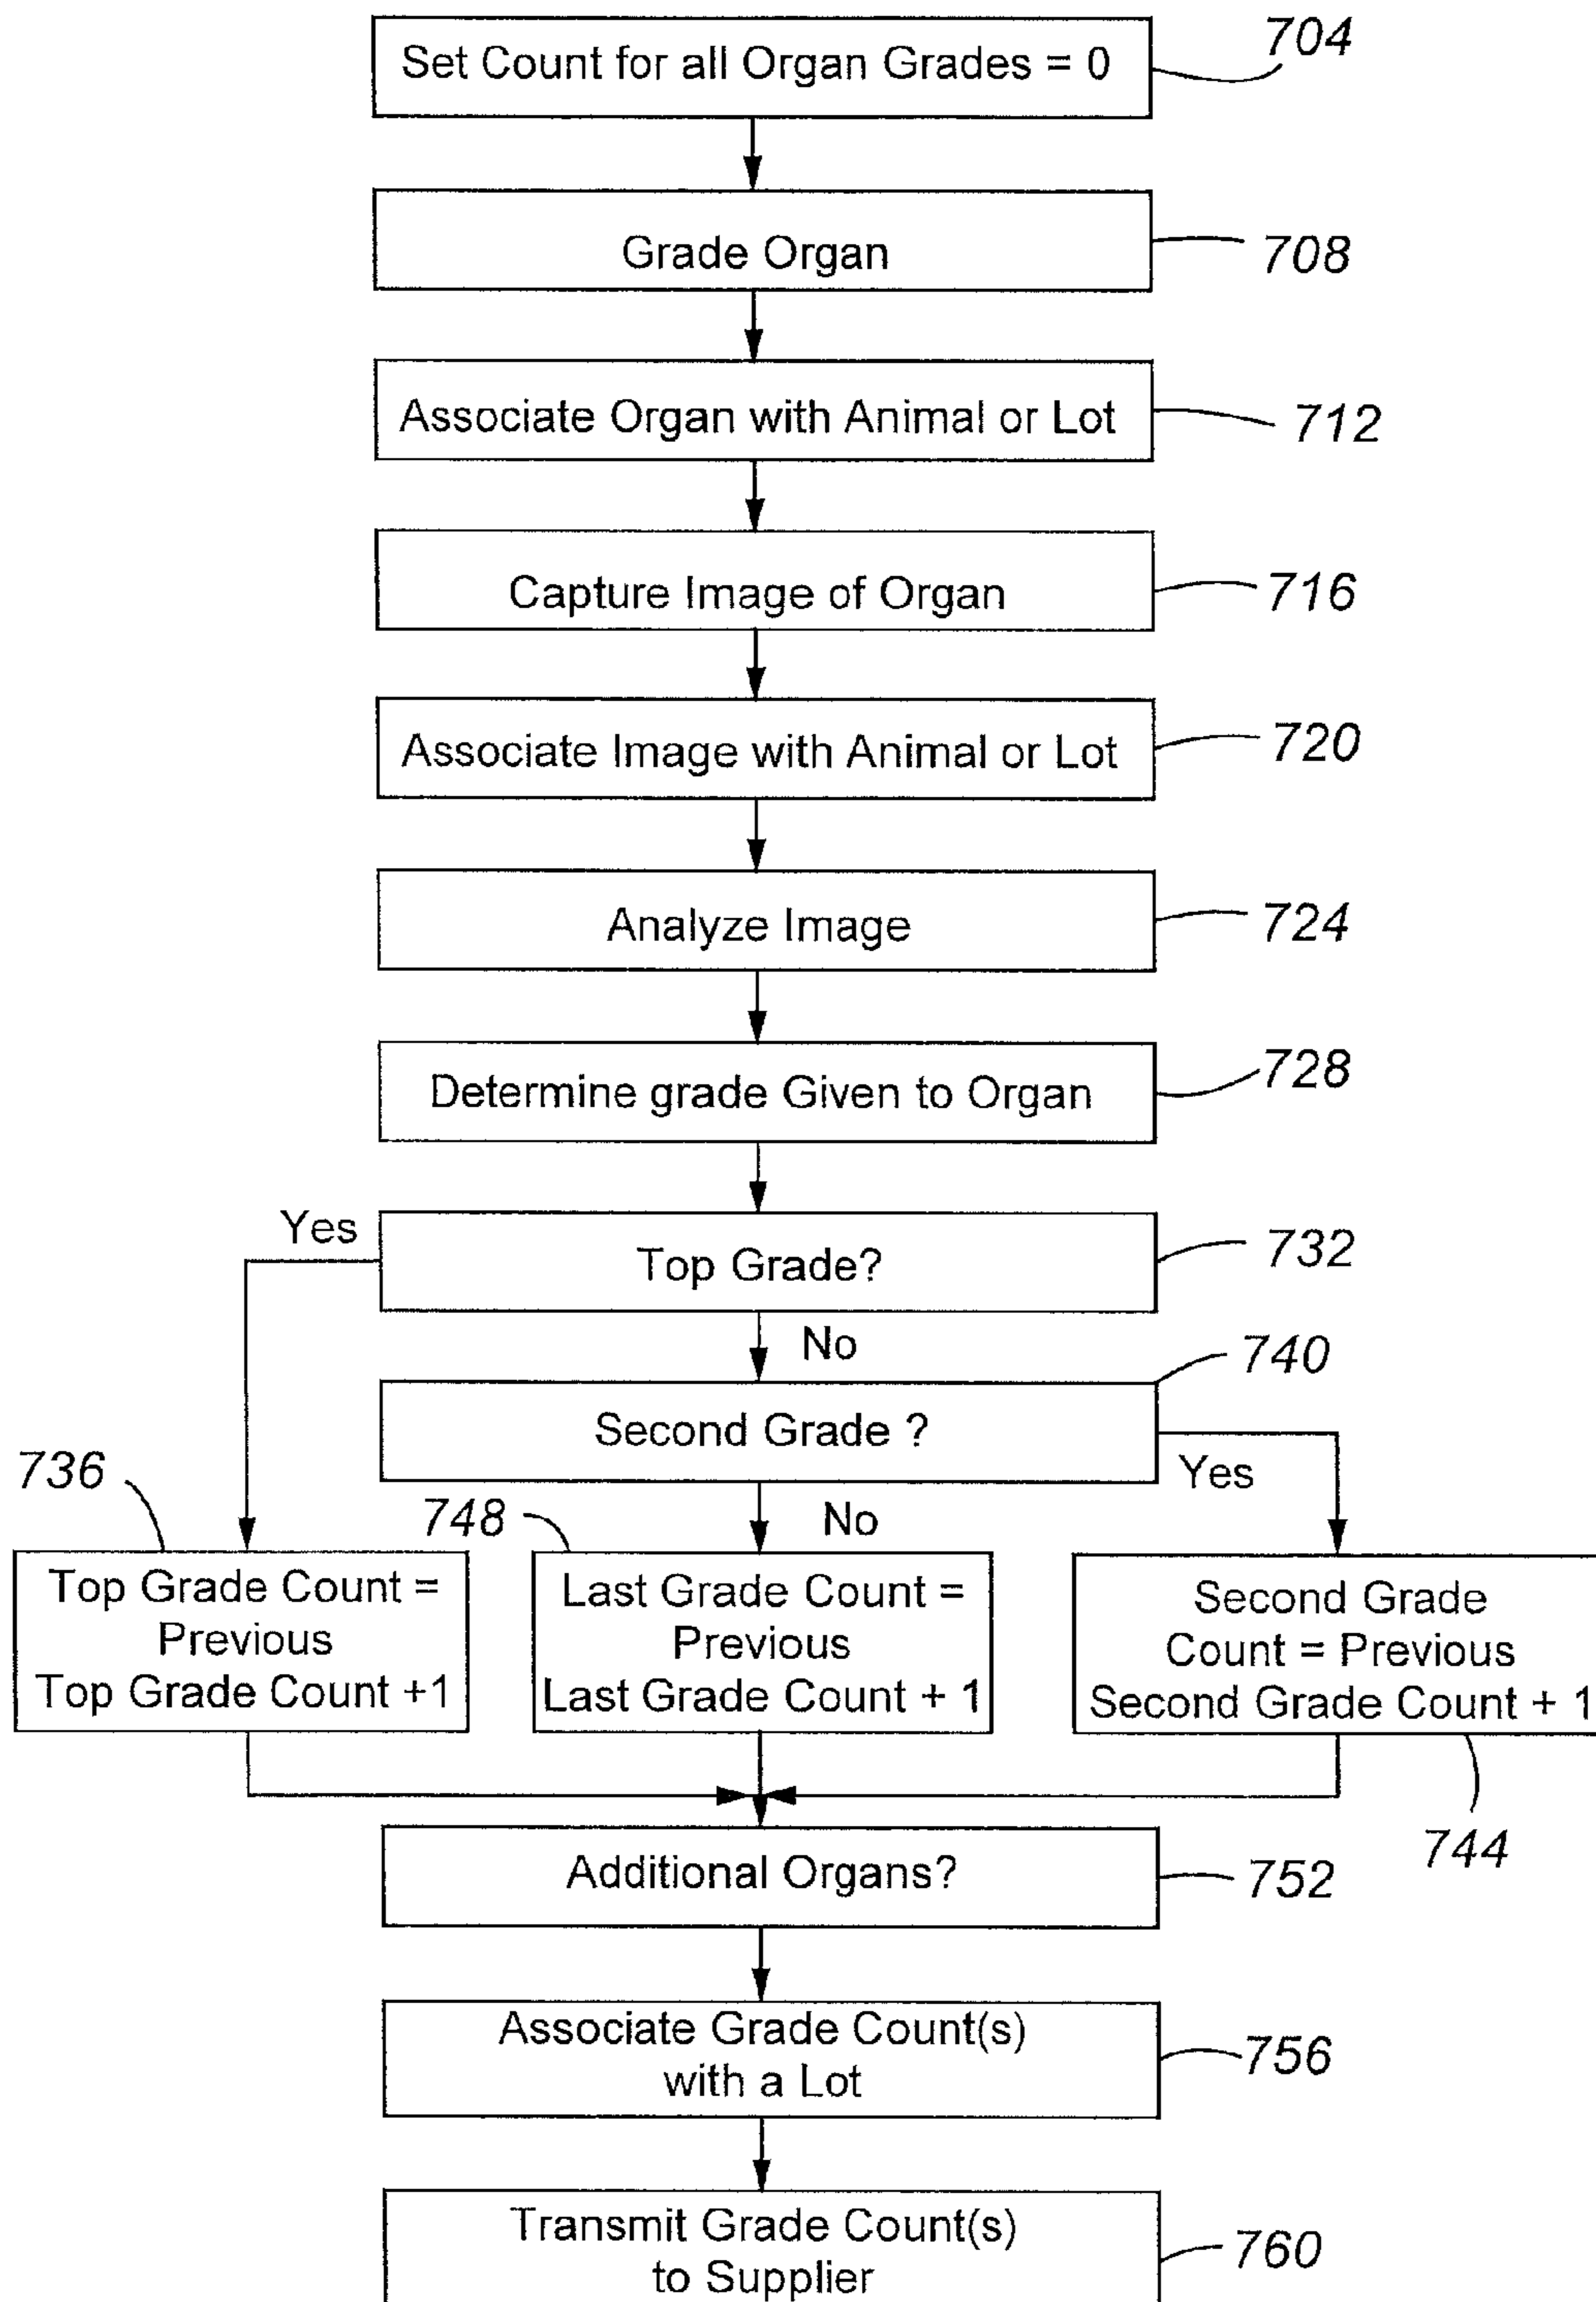 Set Count for all Organ Grades = 0
704
Grade Organ
708
Associate Organ with Animal or Lot
712
Capture Image of Organ
716
Associate Image with Animal or Lot
720
Analyze Image
724
Determine grade Given to Organ
728
Yes
Top Grade?
732
No
740
Second Grade ?
Yes
736
748
No
Top Grade Count =
Previous
Top Grade Count +1
Last Grade Count =
Previous
Last Grade Count + 1
Second Grade
Count = Previous
Second Grade Count + 1
744
Additional Organs?
752
Associate Grade Count(s)
with a Lot
756
Transmit Grade Count(s)
to Supplier
760